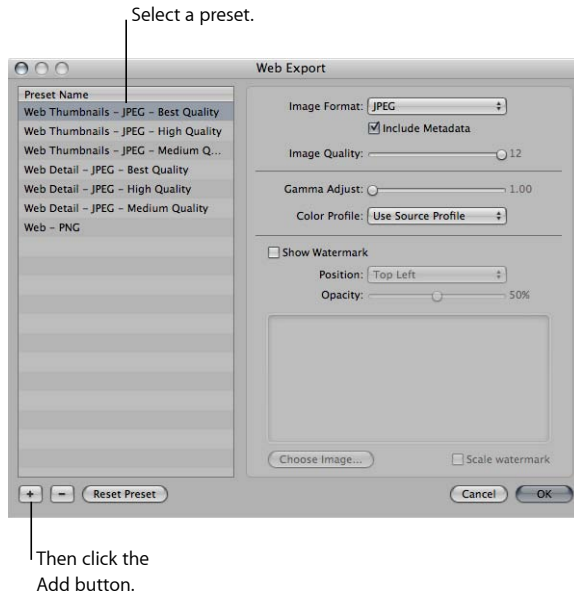 Select a preset.
Web Export
Preset Name
Web Thumbnails – JPEG – Best Quality
Web Thumbnails – JPEG – High Quality
Web Thumbnails – JPEG – Medium Q...
Web Detail – JPEG – Best Quality
Web Detail – JPEG – High Quality
Web Detail – JPEG – Medium Quality
Web – PNG
Image Format: JPEG
Include Metadata
Image Quality: 12
Gamma Adjust: 1.00
Color Profile: Use Source Profile
Show Watermark
Position: Top Left
Opacity: 50%
Choose Image... Scale watermark
+ – Reset Preset Cancel OK
Then click the
Add button.